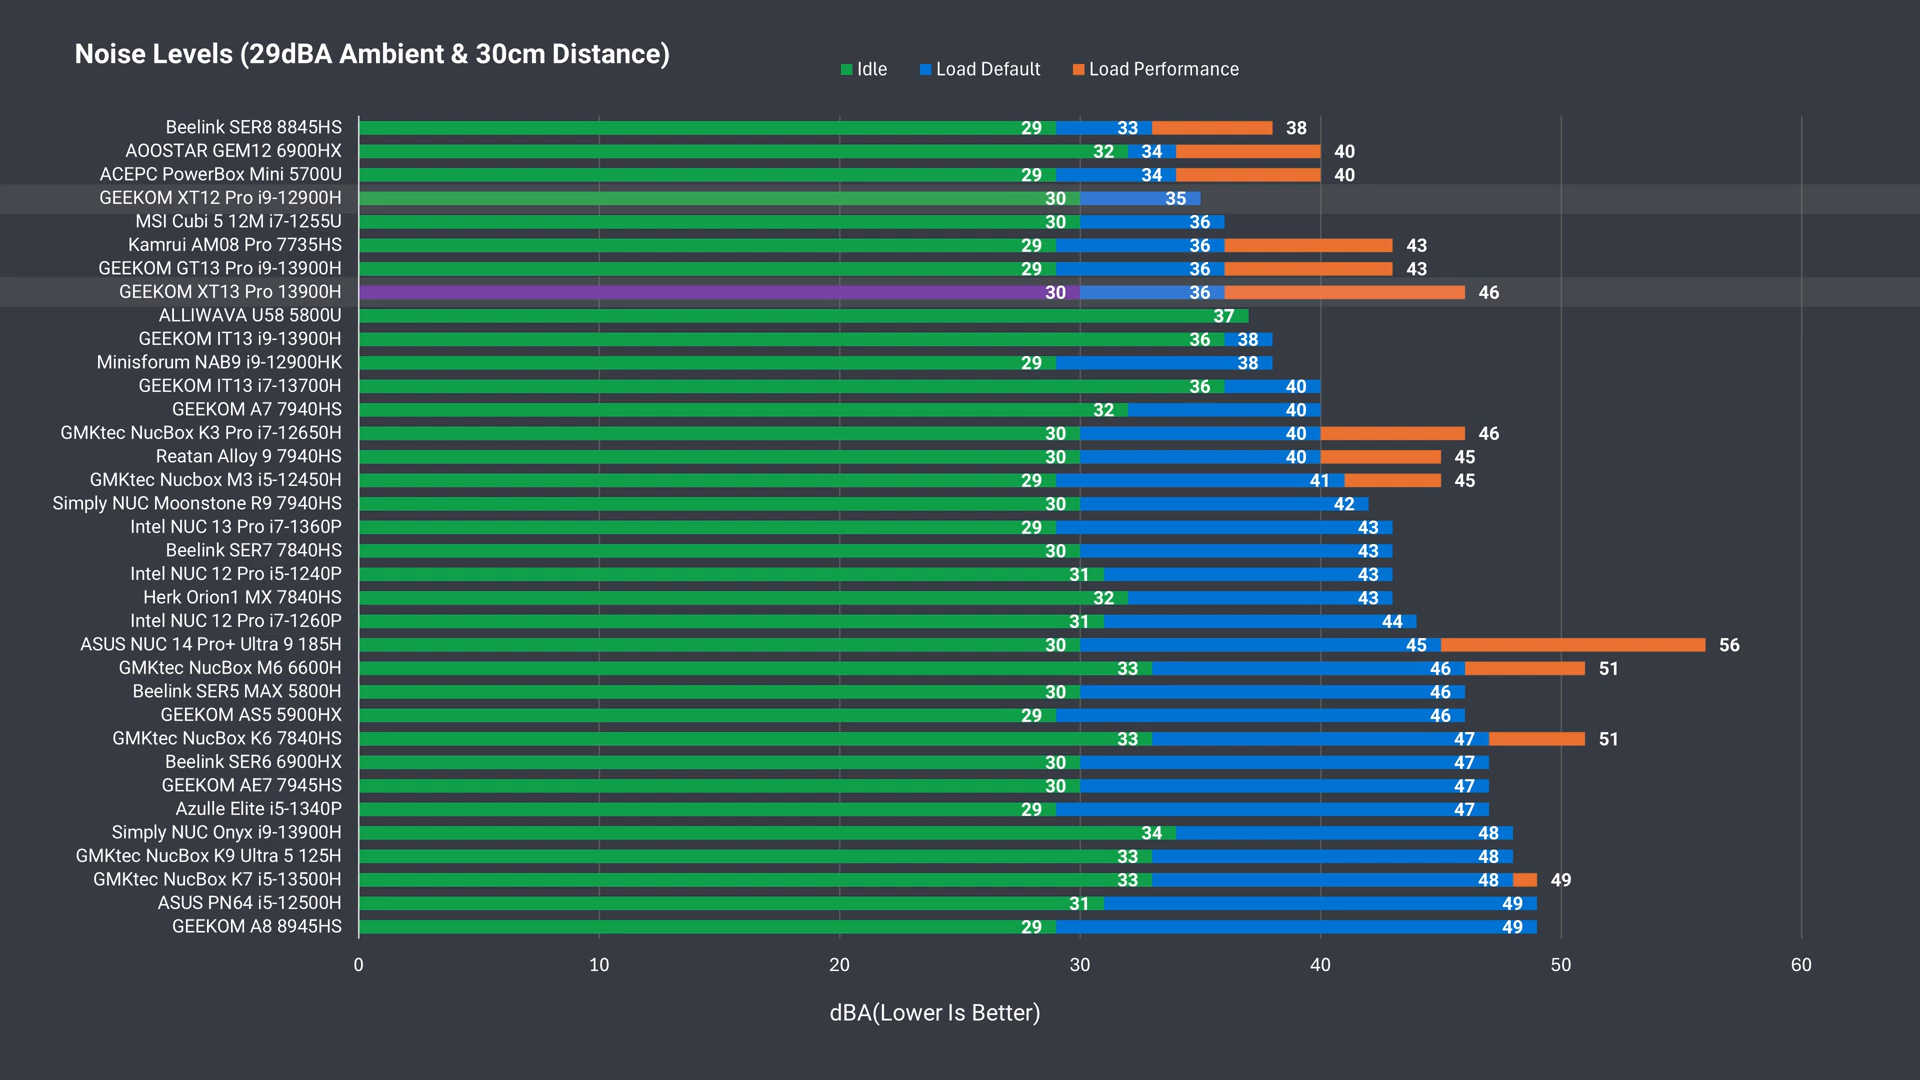 Noise Levels (29dBA Ambient & 30cm Distance)
Idle Load Default Load Performance
Beelink SER8 8845HS 29 33 38
AOOSTAR GEM12 6900HX 32 34 40
ACEPC PowerBox Mini 5700U 29 34 40
GEEKOM XT12 Pro i9-12900H 30 35
MSI Cubi 5 12M i7-1255U 30 36
Kamrui AM08 Pro 7735HS 29 36 43
GEEKOM GT13 Pro i9-13900H 29 36 43
GEEKOM XT13 Pro 13900H 30 36 46
ALLIWAVA U58 5800U 37
GEEKOM IT13 i9-13900H 36 38
Minisforum NAB9 i9-12900HK 29 38
GEEKOM IT13 i7-13700H 36 40
GEEKOM A7 7940HS 32 40
GMKtec NucBox K3 Pro i7-12650H 30 40 46
Reatan Alloy 9 7940HS 30 40 45
GMKtec Nucbox M3 i5-12450H 29 41 45
Simply NUC Moonstone R9 7940HS 30 42
Intel NUC 13 Pro i7-1360P 29 43
Beelink SER7 7840HS 30 43
Intel NUC 12 Pro i5-1240P 31 43
Herk Orion1 MX 7840HS 32 43
Intel NUC 12 Pro i7-1260P 31 44
ASUS NUC 14 Pro+ Ultra 9 185H 30 45 56
GMKtec NucBox M6 6600H 33 46 51
Beelink SER5 MAX 5800H 30 46
GEEKOM AS5 5900HX 29 46
GMKtec NucBox K6 7840HS 33 47 51
Beelink SER6 6900HX 30 47
GEEKOM AE7 7945HS 30 47
Azulle Elite i5-1340P 29 47
Simply NUC Onyx i9-13900H 34 48
GMKtec NucBox K9 Ultra 5 125H 33 48
GMKtec NucBox K7 i5-13500H 33 48 49
ASUS PN64 i5-12500H 31 49
GEEKOM A8 8945HS 29 49
0 10 20 30 40 50 60
dBA(Lower Is Better)